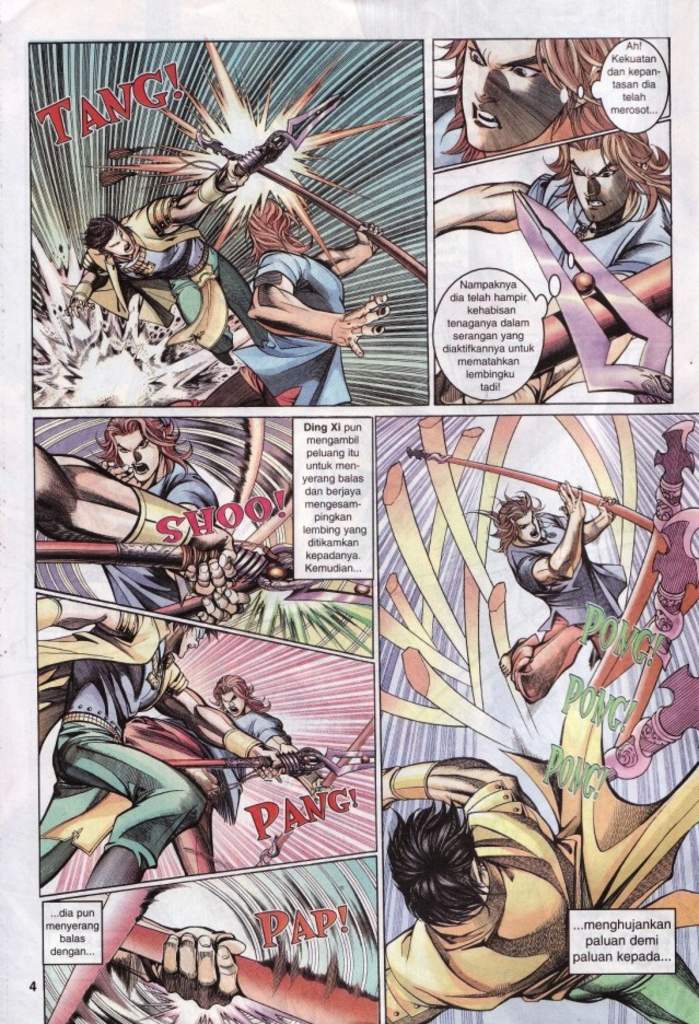 TANG!
Ah!
Kekuatan
dan kepan-
tasan dia
telah
merosot...
Nampaknya
dia telah hampir
kehabisan
tenaganya dalam
serangan yang
diaktifkannya untuk
mematahkan
lembingku
tadi!
SHOO!
Ding Xi pun
mengambil
peluang itu
untuk men-
yerang balas
dan berjaya
mengesam-
pingkan
lembing yang
ditikamkan
kepadanya.
Kemudian...
PANG!
...dia pun
menyerang
balas
dengan...
PAP!
PONG!
PONG!
PONG!
...menghujankan
paluan demi
paluan kepada...
4